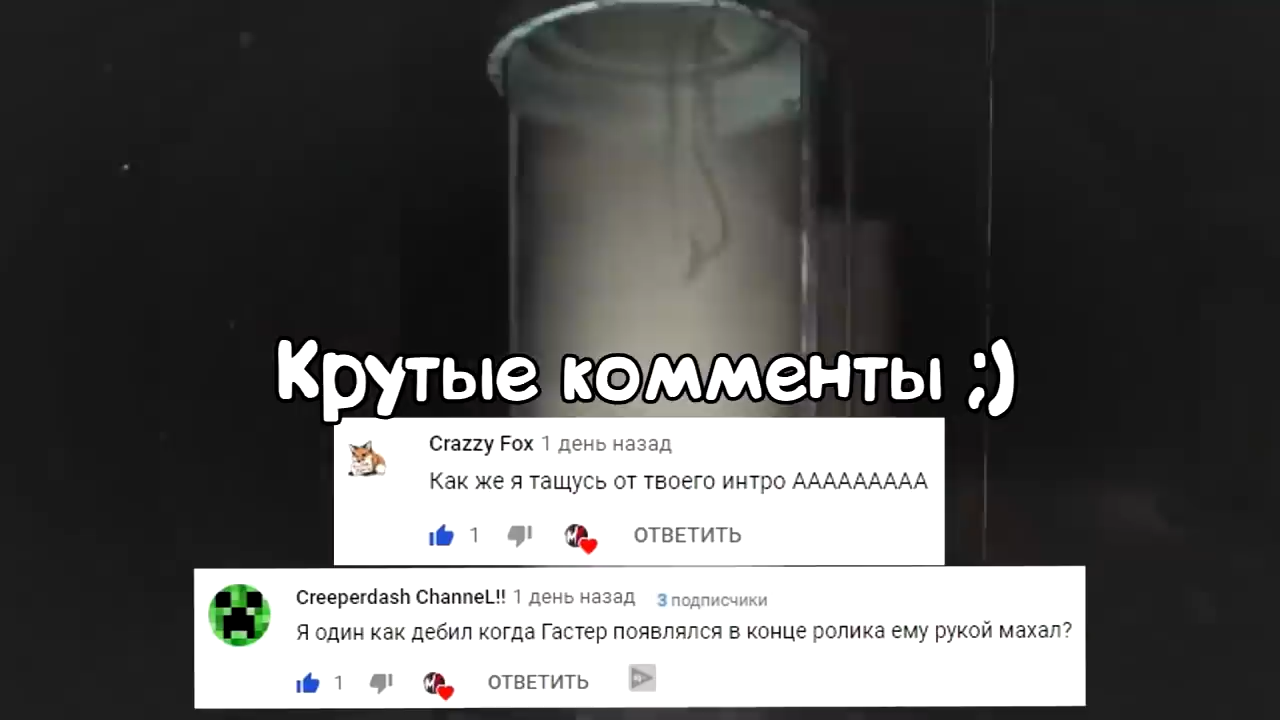 Крутые комменты ;)
Crazzy Fox 1 день назад
Как же я тащусь от твоего интро ААААААААА
1 ОТВЕТИТЬ
Creeperdash ChanneL!! 1 день назад 3 подписчики
Я один как дебил когда Гастер появлялся в конце ролика ему рукой махал?
1 ОТВЕТИТЬ